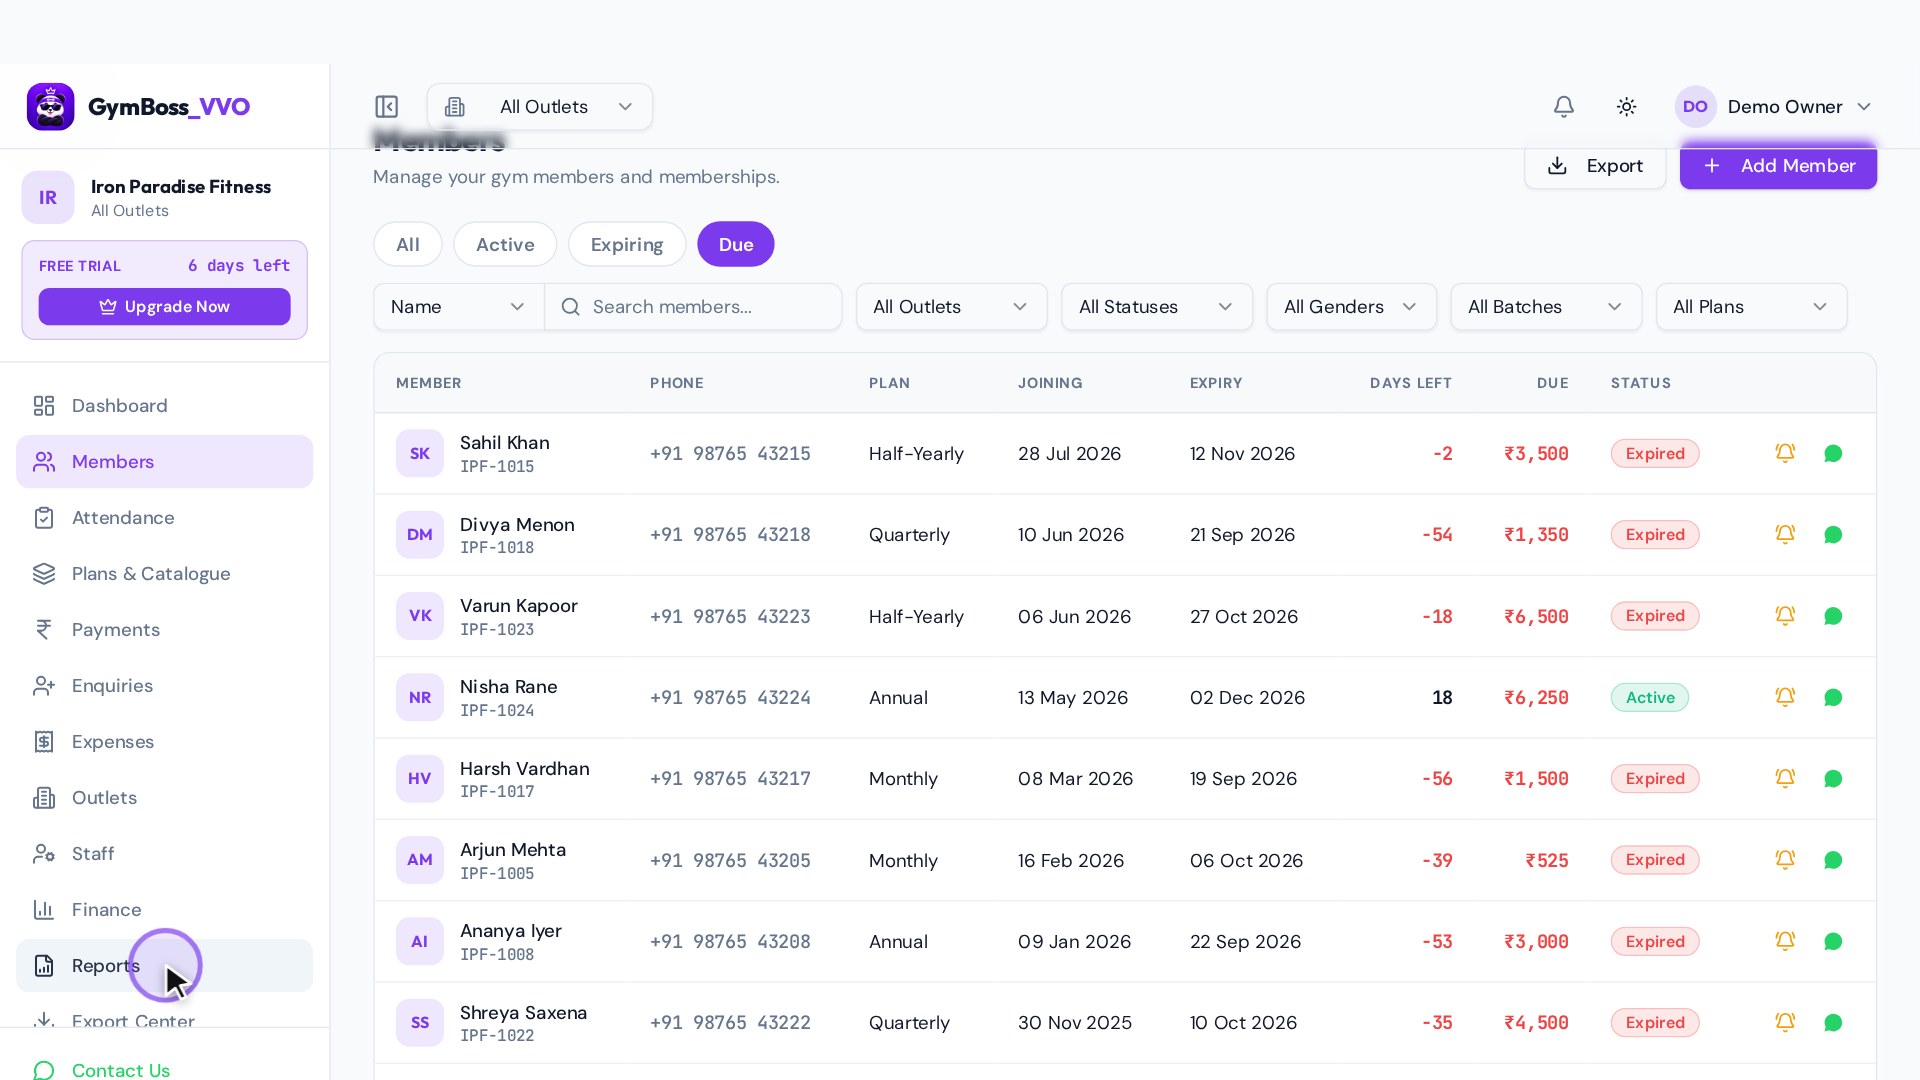 GymBoss_VVO
All Outlets
DO Demo Owner
IR Iron Paradise Fitness
All Outlets
FREE TRIAL 6 days left
Upgrade Now
Dashboard
Members
Attendance
Plans & Catalogue
Payments
Enquiries
Expenses
Outlets
Staff
Finance
Reports
Export Center
Contact Us
Members
Manage your gym members and memberships.
Export
+ Add Member
All Active Expiring Due
Name Search members... All Outlets All Statuses All Genders All Batches All Plans
MEMBER PHONE PLAN JOINING EXPIRY DAYS LEFT DUE STATUS
SK Sahil Khan +91 98765 43215 Half-Yearly 28 Jul 2026 12 Nov 2026 -2 ₹3,500 Expired
IPF-1015
DM Divya Menon +91 98765 43218 Quarterly 10 Jun 2026 21 Sep 2026 -54 ₹1,350 Expired
IPF-1018
VK Varun Kapoor +91 98765 43223 Half-Yearly 06 Jun 2026 27 Oct 2026 -18 ₹6,500 Expired
IPF-1023
NR Nisha Rane +91 98765 43224 Annual 13 May 2026 02 Dec 2026 18 ₹6,250 Active
IPF-1024
HV Harsh Vardhan +91 98765 43217 Monthly 08 Mar 2026 19 Sep 2026 -56 ₹1,500 Expired
IPF-1017
AM Arjun Mehta +91 98765 43205 Monthly 16 Feb 2026 06 Oct 2026 -39 ₹525 Expired
IPF-1005
AI Ananya Iyer +91 98765 43208 Annual 09 Jan 2026 22 Sep 2026 -53 ₹3,000 Expired
IPF-1008
SS Shreya Saxena +91 98765 43222 Quarterly 30 Nov 2025 10 Oct 2026 -35 ₹4,500 Expired
IPF-1022